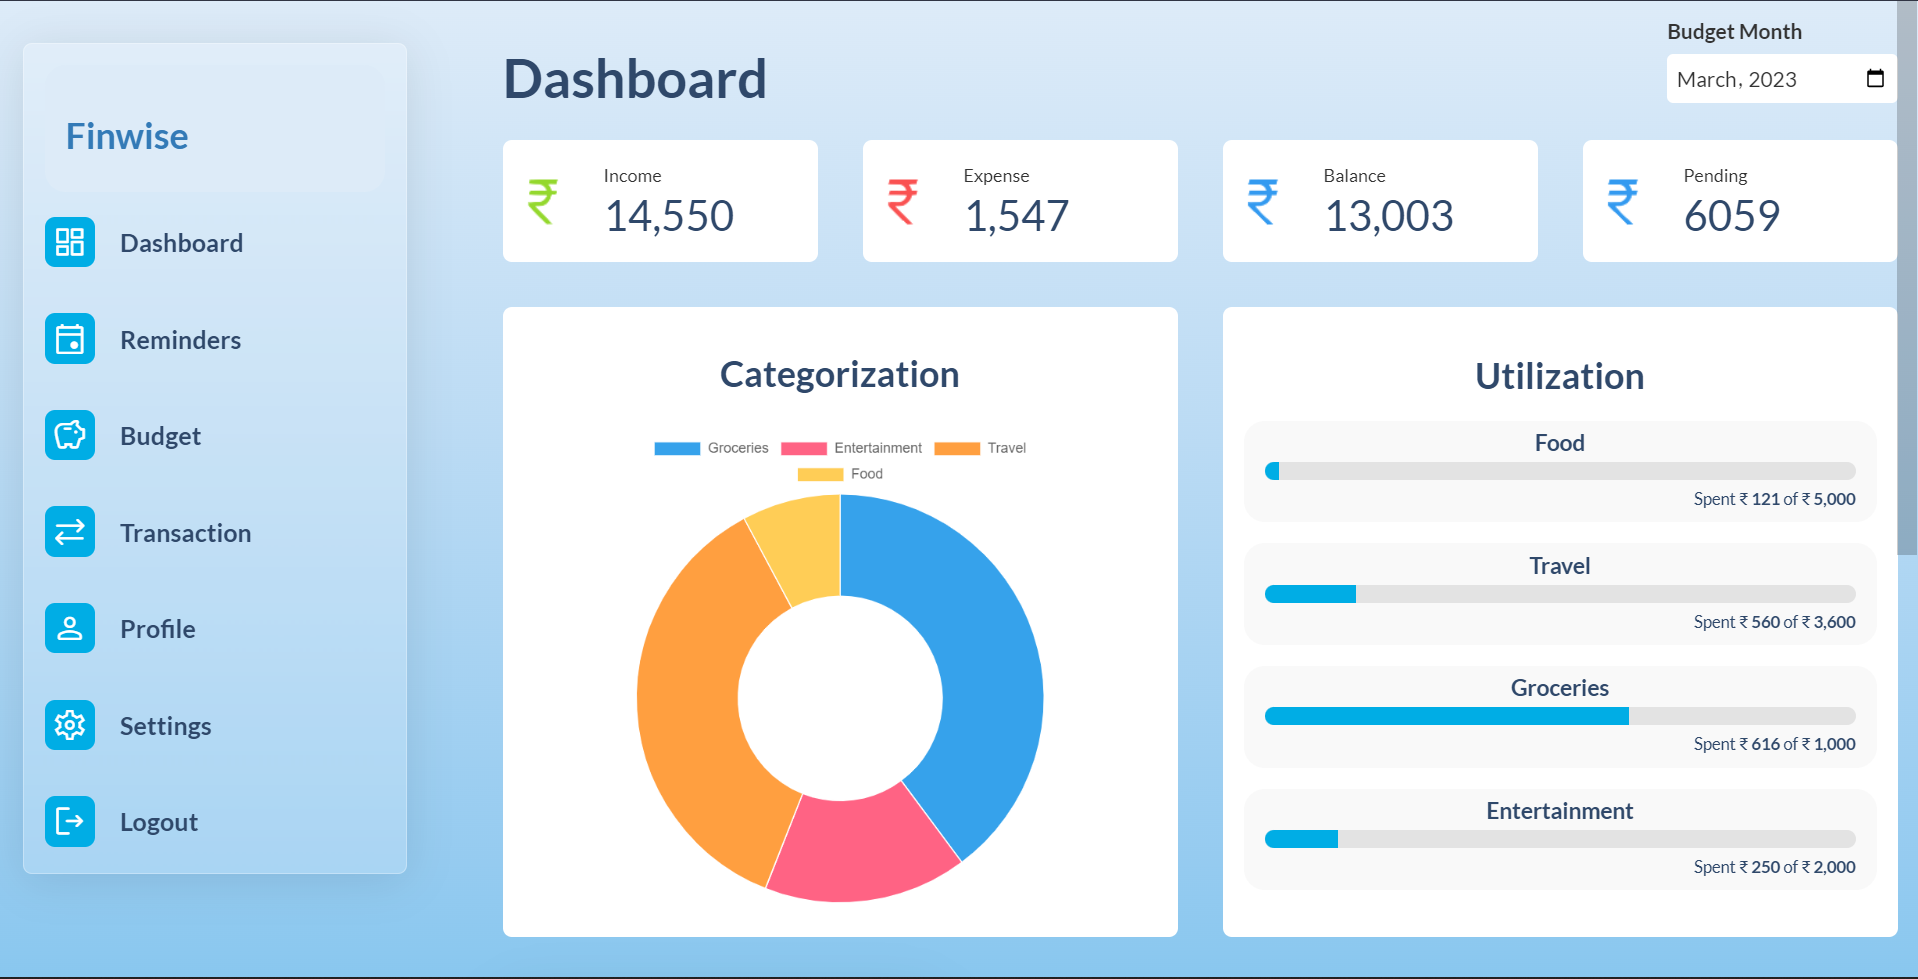 Finwise
Dashboard
Reminders
Budget
Transaction
Profile
Settings
Logout
Dashboard
Budget Month
March, 2023
₹ Income
14,550
₹ Expense
1,547
₹ Balance
13,003
₹ Pending
6059
Categorization
Groceries Entertainment Travel
Food
Utilization
Food
Spent ₹ 121 of ₹ 5,000
Travel
Spent ₹ 560 of ₹ 3,600
Groceries
Spent ₹ 616 of ₹ 1,000
Entertainment
Spent ₹ 250 of ₹ 2,000